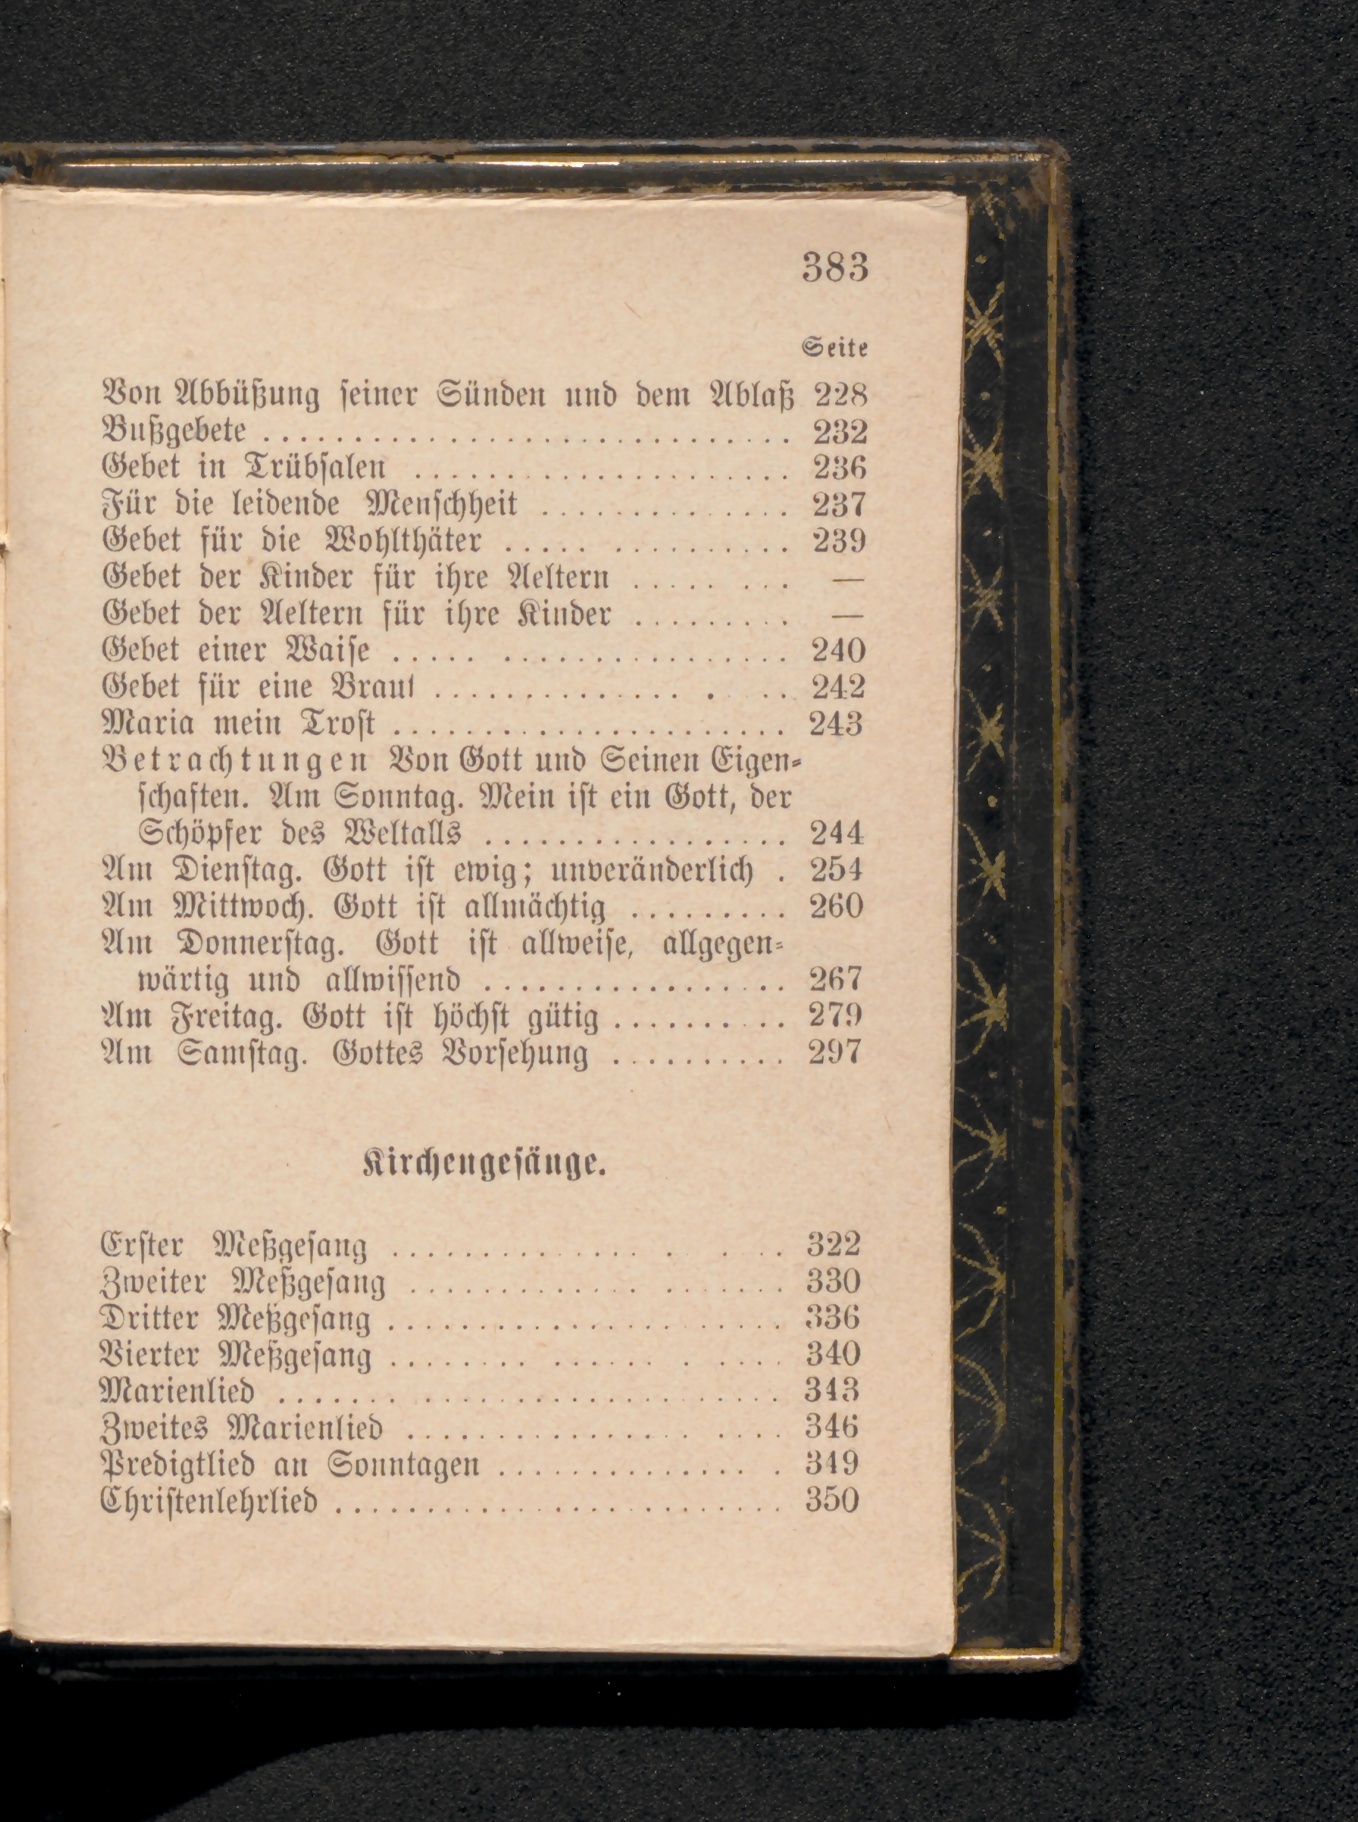 383
Seite
Von Abbüßung seiner Sünden und dem Ablaß 228
Bußgebete ............................. 232
Gebet in Trübsalen ..................... 236
Für die leidende Menschheit .............. 237
Gebet für die Wohlthäter ..... .......... 239
Gebet der Kinder für ihre Aeltern ..... ... —
Gebet der Aeltern für ihre Kinder ......... —
Gebet einer Waise ..... ................ 240
Gebet für eine Braut .............. . .. 242
Maria mein Trost ...................... 243
Betrachtungen Von Gott und Seinen Eigen-
schaften. Am Sonntag. Mein ist ein Gott, der
Schöpfer des Weltalls ................. 244
Am Dienstag. Gott ist ewig; unveränderlich . 254
Am Mittwoch. Gott ist allmächtig ......... 260
Am Donnerstag. Gott ist allweise, allgegen-
wärtig und allwissend ................. 267
Am Freitag. Gott ist höchst gütig .......... 279
Am Samstag. Gottes Vorsehung .......... 297
Kirchengesänge.
Erster Meßgesang ............... . ... 322
Zweiter Meßgesang ............. ....... 330
Dritter Meßgesang ...................... 336
Vierter Meßgesang ........ ....... . .... 340
Marienlied ....... ..................... 343
Zweites Marienlied ................ .... 346
Predigtlied an Sonntagen .............. . 349
Christenlehrlied ......................... 350